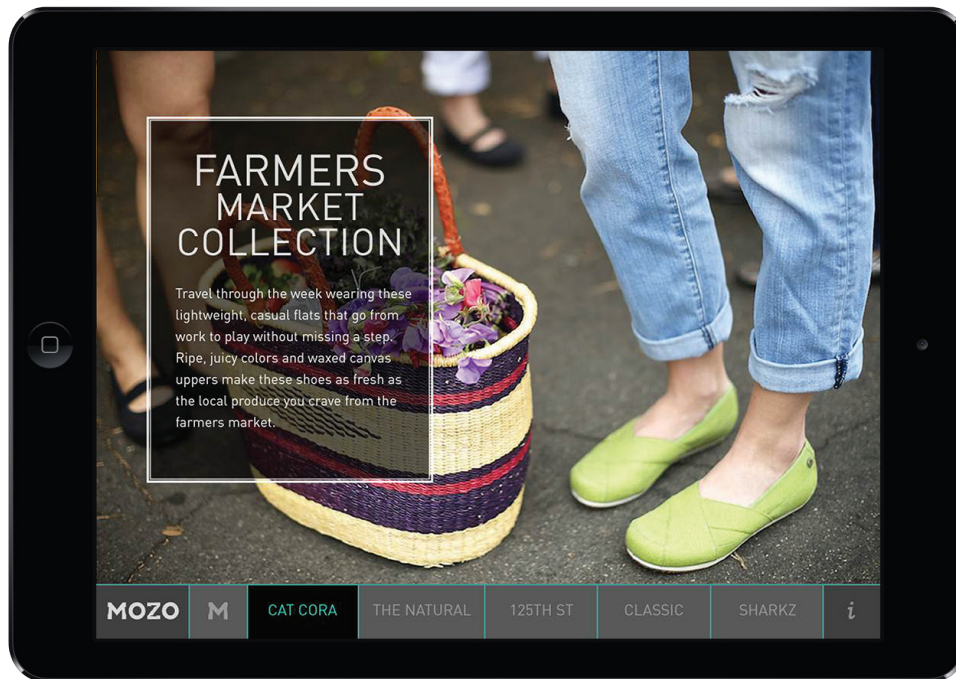 FARMERS
MARKET
COLLECTION
Travel through the week wearing these
lightweight, casual flats that go from
work to play without missing a step.
Ripe, juicy colors and waxed canvas
uppers make these shoes as fresh as
the local produce you crave from the
farmers market.
MOZO M CAT CORA THE NATURAL 125TH ST CLASSIC SHARKZ i